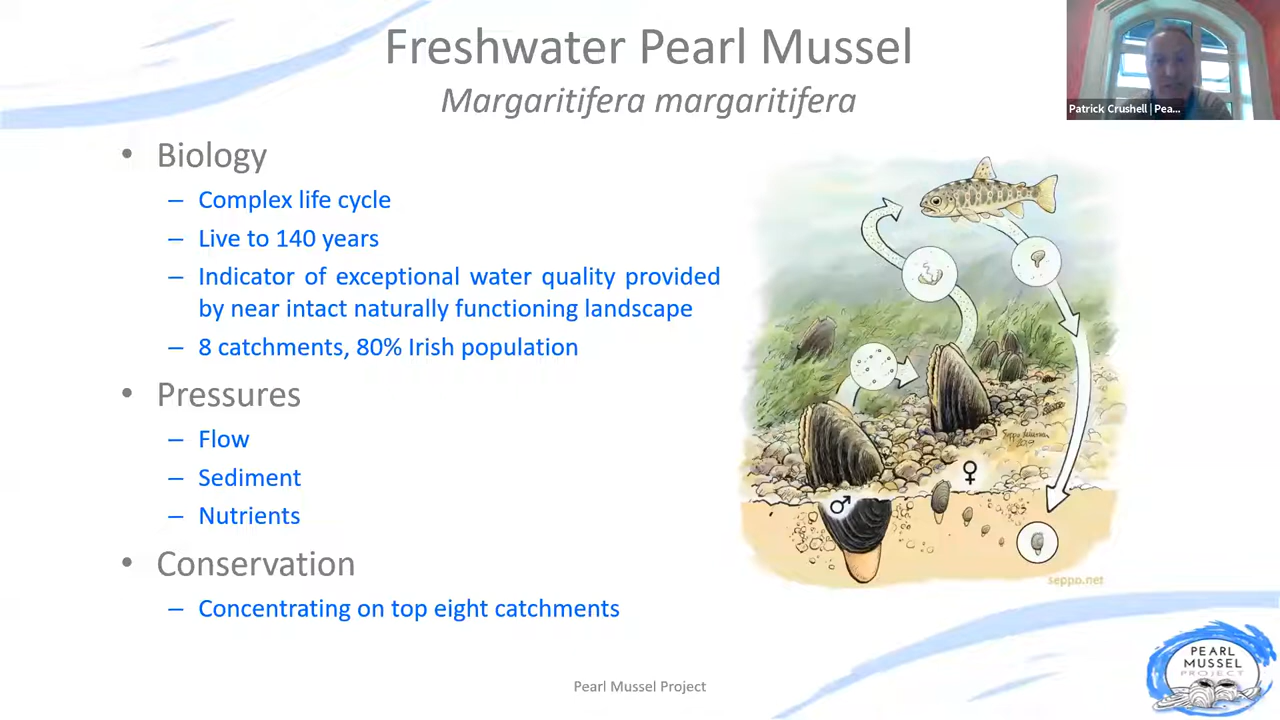 Freshwater Pearl Mussel
Margaritifera margaritifera
Patrick Crushell | Pea...
• Biology
– Complex life cycle
– Live to 140 years
– Indicator of exceptional water quality provided
by near intact naturally functioning landscape
– 8 catchments, 80% Irish population
• Pressures
– Flow
– Sediment
– Nutrients
• Conservation
– Concentrating on top eight catchments
♂
♀
2019
seppo.net
Pearl Mussel Project
PEARL
MUSSEL
PROJECT